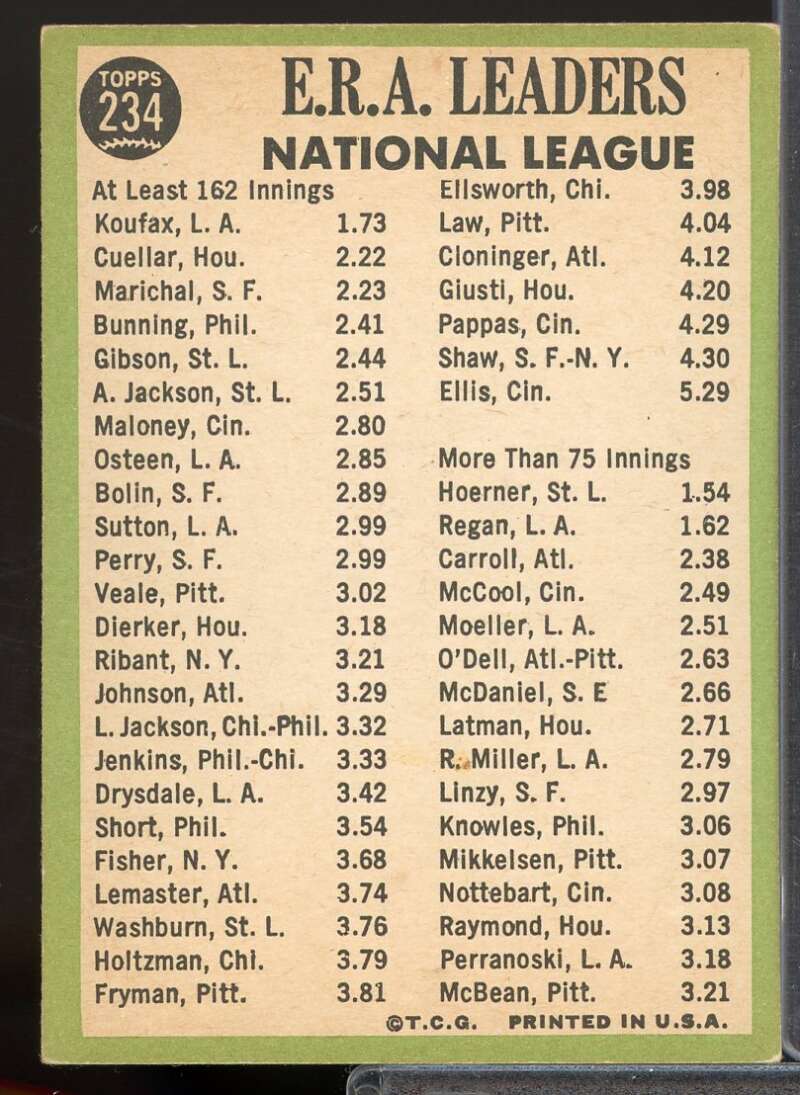 TOPPS
234
E.R.A. LEADERS
NATIONAL LEAGUE
At Least 162 Innings
Koufax, L. A. 1.73
Cuellar, Hou. 2.22
Marichal, S. F. 2.23
Bunning, Phil. 2.41
Gibson, St. L. 2.44
A. Jackson, St. L. 2.51
Maloney, Cin. 2.80
Osteen, L. A. 2.85
Bolin, S. F. 2.89
Sutton, L. A. 2.99
Perry, S. F. 2.99
Veale, Pitt. 3.02
Dierker, Hou. 3.18
Ribant, N. Y. 3.21
Johnson, Atl. 3.29
L. Jackson, Chi.-Phil. 3.32
Jenkins, Phil.-Chi. 3.33
Drysdale, L. A. 3.42
Short, Phil. 3.54
Fisher, N. Y. 3.68
Lemaster, Atl. 3.74
Washburn, St. L. 3.76
Holtzman, Chi. 3.79
Fryman, Pitt. 3.81
Ellsworth, Chi. 3.98
Law, Pitt. 4.04
Cloninger, Atl. 4.12
Giusti, Hou. 4.20
Pappas, Cin. 4.29
Shaw, S. F.-N. Y. 4.30
Ellis, Cin. 5.29
More Than 75 Innings
Hoerner, St. L. 1.54
Regan, L. A. 1.62
Carroll, Atl. 2.38
McCool, Cin. 2.49
Moeller, L. A. 2.51
O'Dell, Atl.-Pitt. 2.63
McDaniel, S. E 2.66
Latman, Hou. 2.71
R. Miller, L. A. 2.79
Linzy, S. F. 2.97
Knowles, Phil. 3.06
Mikkelsen, Pitt. 3.07
Nottebart, Cin. 3.08
Raymond, Hou. 3.13
Perranoski, L. A. 3.18
McBean, Pitt. 3.21
©T.C.G. PRINTED IN U.S.A.